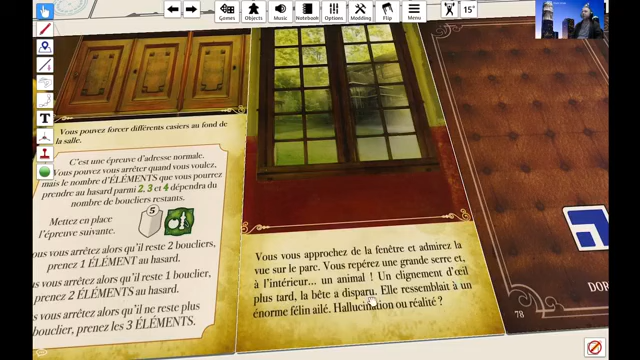 Games
Objects
Music
Notebook
Options
Modding
Flip
Menu
15°
T
Vous pouvez forcer différents casiers au fond de
la salle.
C'est une épreuve d'adresse normale.
Vous pouvez vous arrêter quand vous voulez,
mais le nombre d'ÉLÉMENTS que vous pourrez
prendre au hasard parmi 2, 3 et 4 dépendra du
nombre de boucliers restants.
Mettez en place
l'épreuve suivante.
5
vous vous arrêtez alors qu'il reste 2 boucliers,
prenez 1 ÉLÉMENT au hasard.
vous arrêtez alors qu'il reste 1 bouclier,
prenez 2 ÉLÉMENTS au hasard.
vous arrêtez alors qu'il ne reste plus
bouclier, prenez les 3 ÉLÉMENTS.
Vous vous approchez de la fenêtre et admirez la
vue sur le parc. Vous repérez une grande serre et,
à l'intérieur... un animal ! Un clignement d'œil
plus tard, la bête a disparu. Elle ressemblait à un
énorme félin ailé. Hallucination ou réalité ?
78
DOR